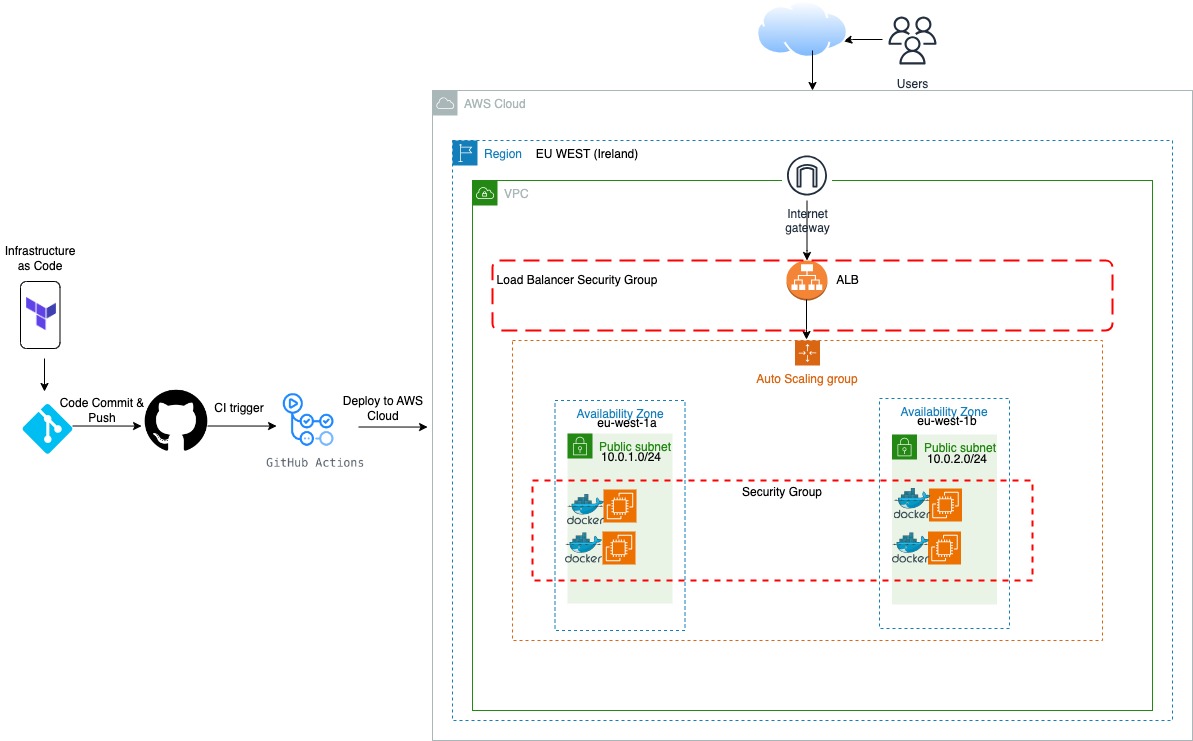 Users
AWS Cloud
Region
EU WEST (Ireland)
VPC
Internet
gateway
Load Balancer Security Group
ALB
Auto Scaling group
Infrastructure
as Code
Code Commit &
Push
CI trigger
GitHub Actions
Deploy to AWS
Cloud
Availability Zone
eu-west-1a
Public subnet
10.0.1.0/24
Availability Zone
eu-west-1b
Public subnet
10.0.2.0/24
Security Group
docker
docker
docker
docker